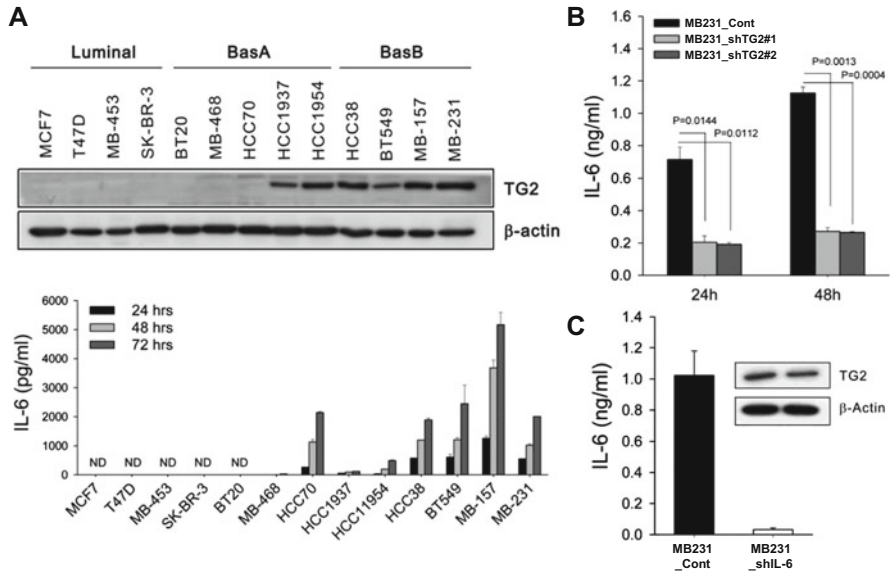 A
Luminal BasA BasB
MCF7 T47D MB-453 SK-BR-3 BT20 MB-468 HCC70 HCC1937 HCC1954 HCC38 BT549 MB-157 MB-231
TG2
β-actin
IL-6 (pg/ml)
6000
5000
4000
3000
2000
1000
0
24 hrs
48 hrs
72 hrs
ND ND ND ND ND
MCF7 T47D MB-453 SK-BR-3 BT20 MB-468 HCC70 HCC1937 HCC11954 HCC38 BT549 MB-157 MB-231
B
MB231_Cont
MB231_shTG2#1
MB231_shTG2#2
IL-6 (ng/ml)
1.6
1.4
1.2
1.0
0.8
0.6
0.4
0.2
0.0
P=0.0144
P=0.0112
P=0.0013
P=0.0004
24h 48h
C
IL-6 (ng/ml)
1.4
1.2
1.0
0.8
0.6
0.4
0.2
0.0
TG2
β-Actin
MB231 MB231
_Cont _shIL-6